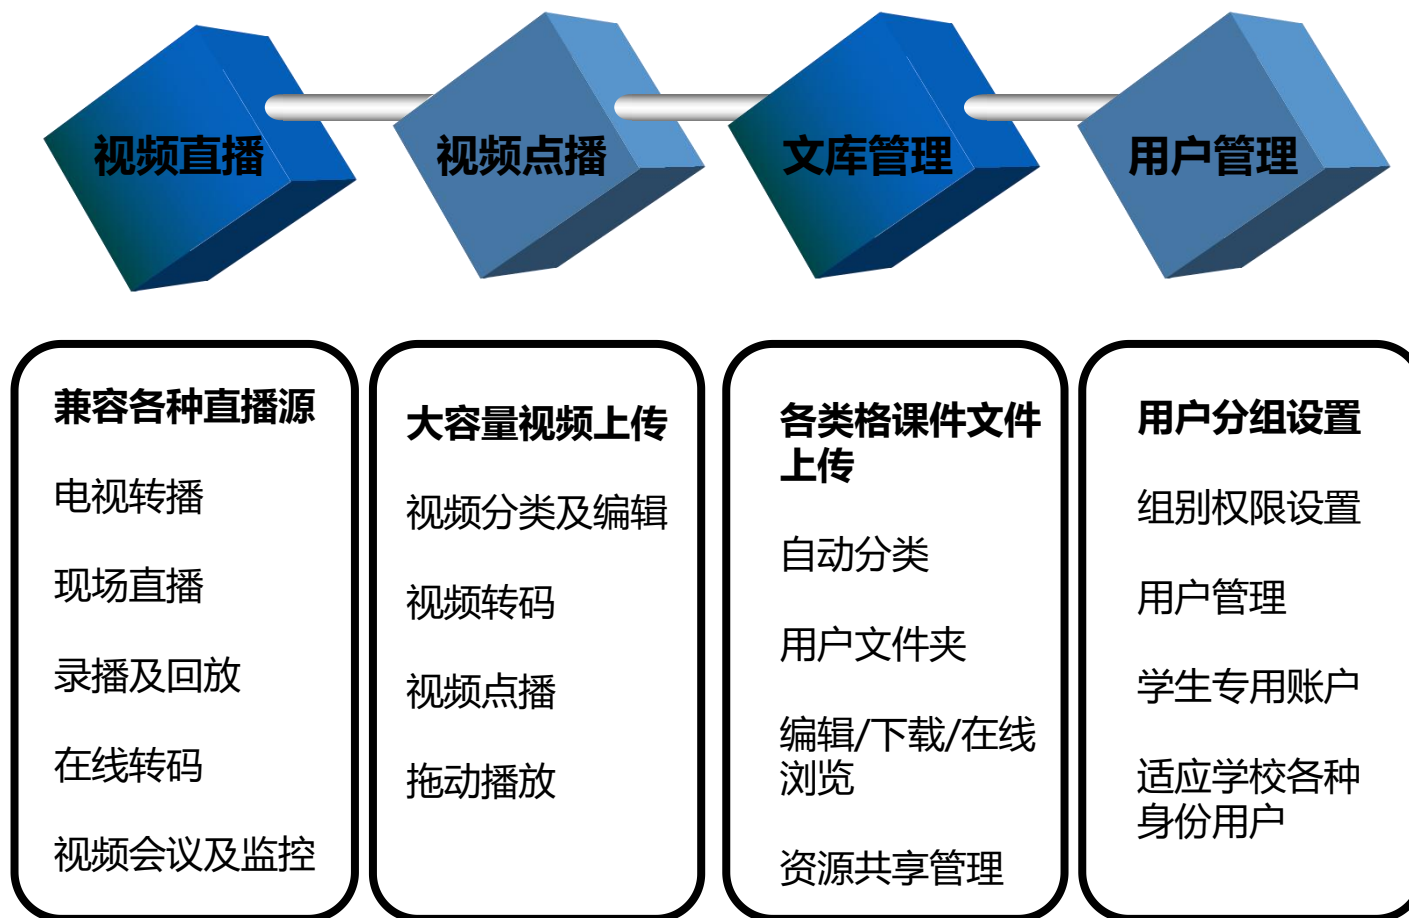 视频直播
视频点播
文库管理
用户管理
兼容各种直播源
电视转播
现场直播
录播及回放
在线转码
视频会议及监控
大容量视频上传
视频分类及编辑
视频转码
视频点播
拖动播放
各类格课件文件
上传
自动分类
用户文件夹
编辑/下载/在线
浏览
资源共享管理
用户分组设置
组别权限设置
用户管理
学生专用账户
适应学校各种
身份用户